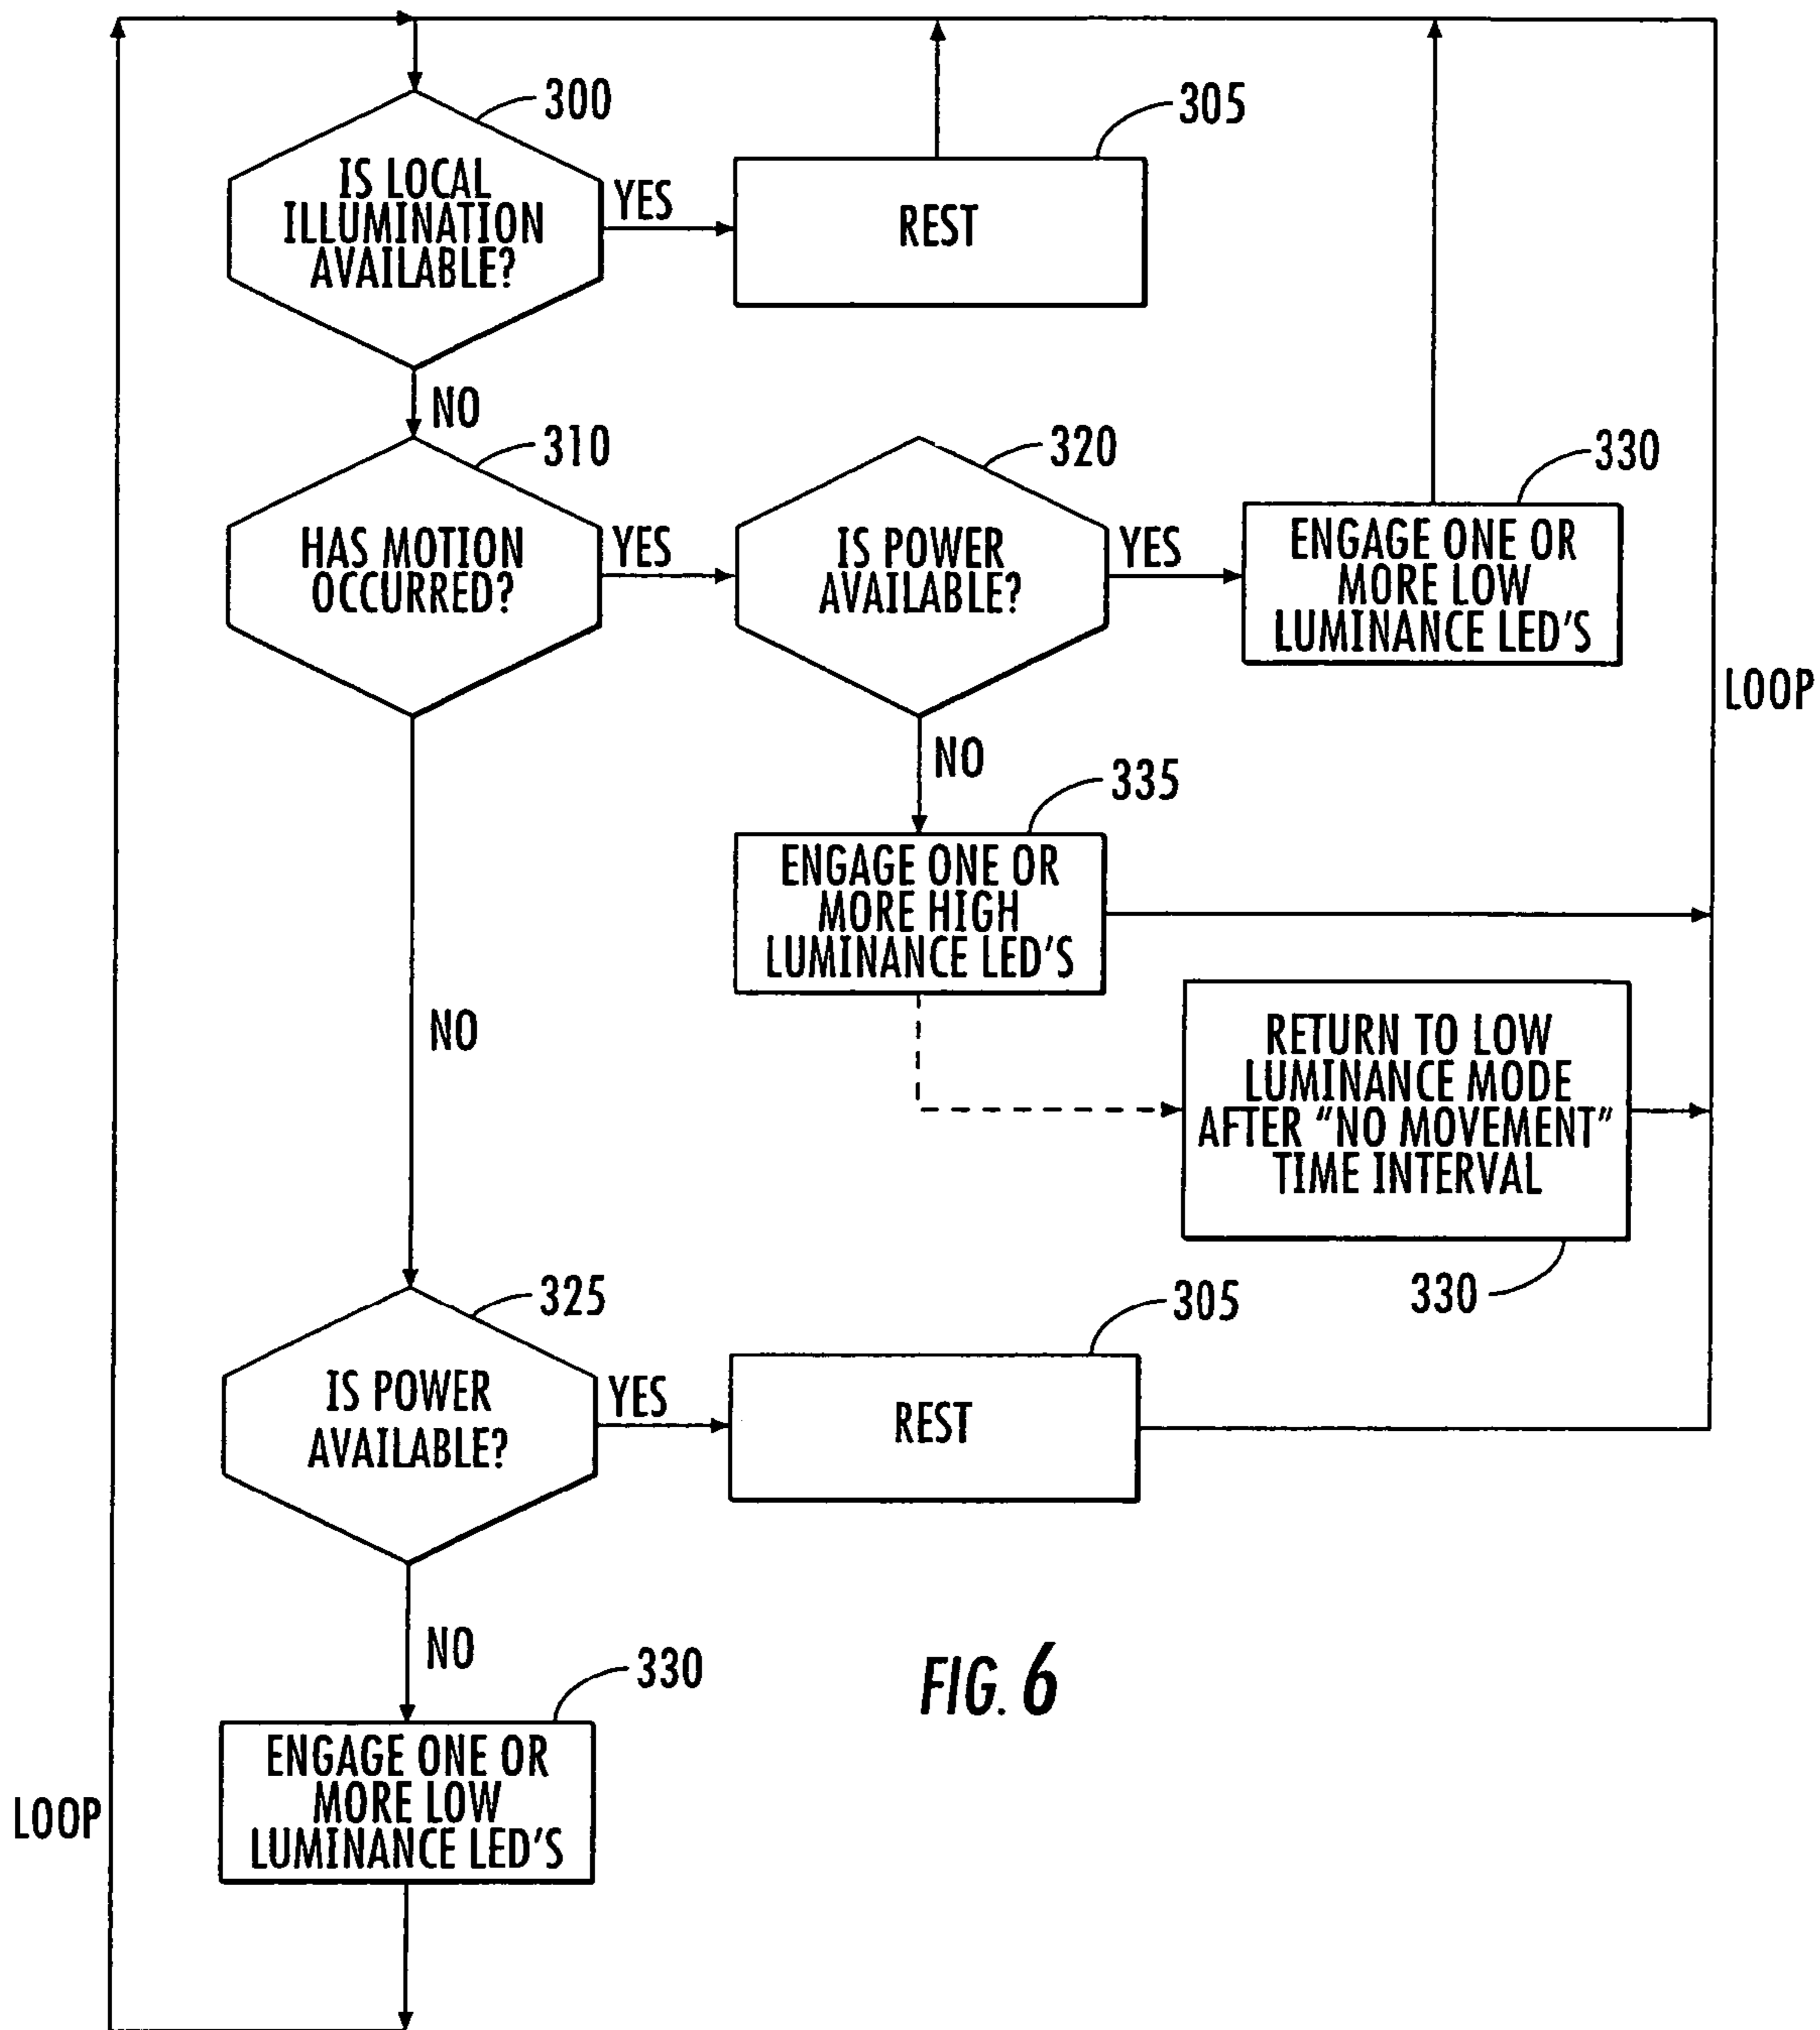 300
305
IS LOCAL
ILLUMINATION
AVAILABLE?
YES
REST
NO
310
320
330
HAS MOTION
OCCURRED?
YES
IS POWER
AVAILABLE?
YES
ENGAGE ONE OR
MORE LOW
LUMINANCE LED'S
LOOP
NO
335
ENGAGE ONE OR
MORE HIGH
LUMINANCE LED'S
NO
RETURN TO LOW
LUMINANCE MODE
AFTER “NO MOVEMENT”
TIME INTERVAL
330
325
305
IS POWER
AVAILABLE?
YES
REST
NO
330
FIG. 6
ENGAGE ONE OR
MORE LOW
LUMINANCE LED'S
LOOP